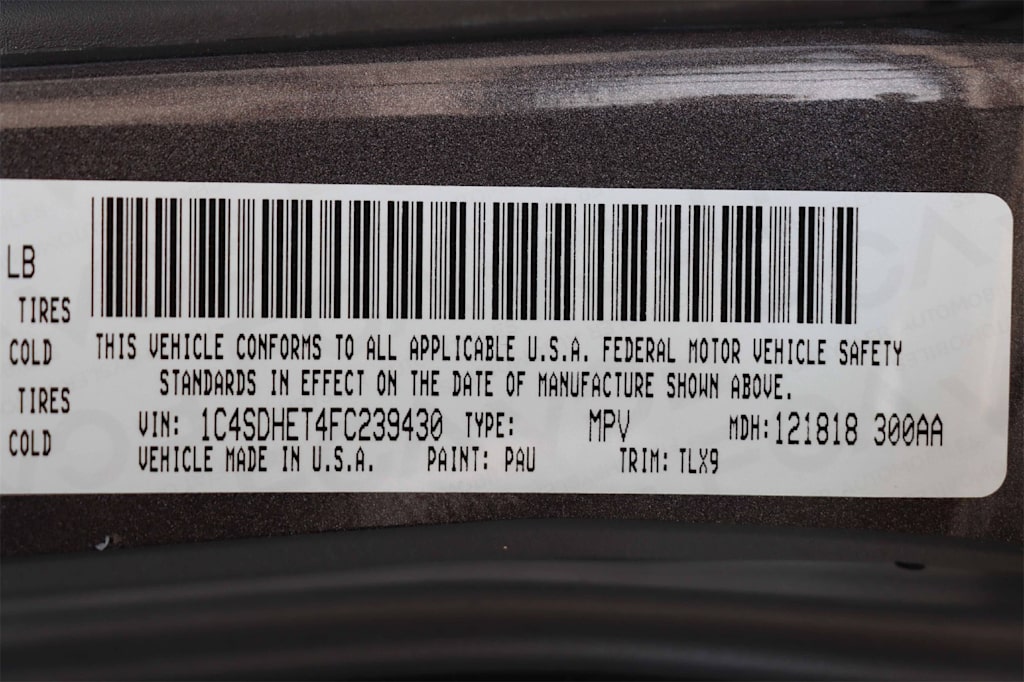 LB
TIRES
COLD
TIRES
COLD
THIS VEHICLE CONFORMS TO ALL APPLICABLE U.S.A. FEDERAL MOTOR VEHICLE SAFETY
STANDARDS IN EFFECT ON THE DATE OF MANUFACTURE SHOWN ABOVE.
VIN: 1C4SDHET4FC239430 TYPE: MPV MDH:121818 300AA
VEHICLE MADE IN U.S.A. PAINT: PAU TRIM: TLX9